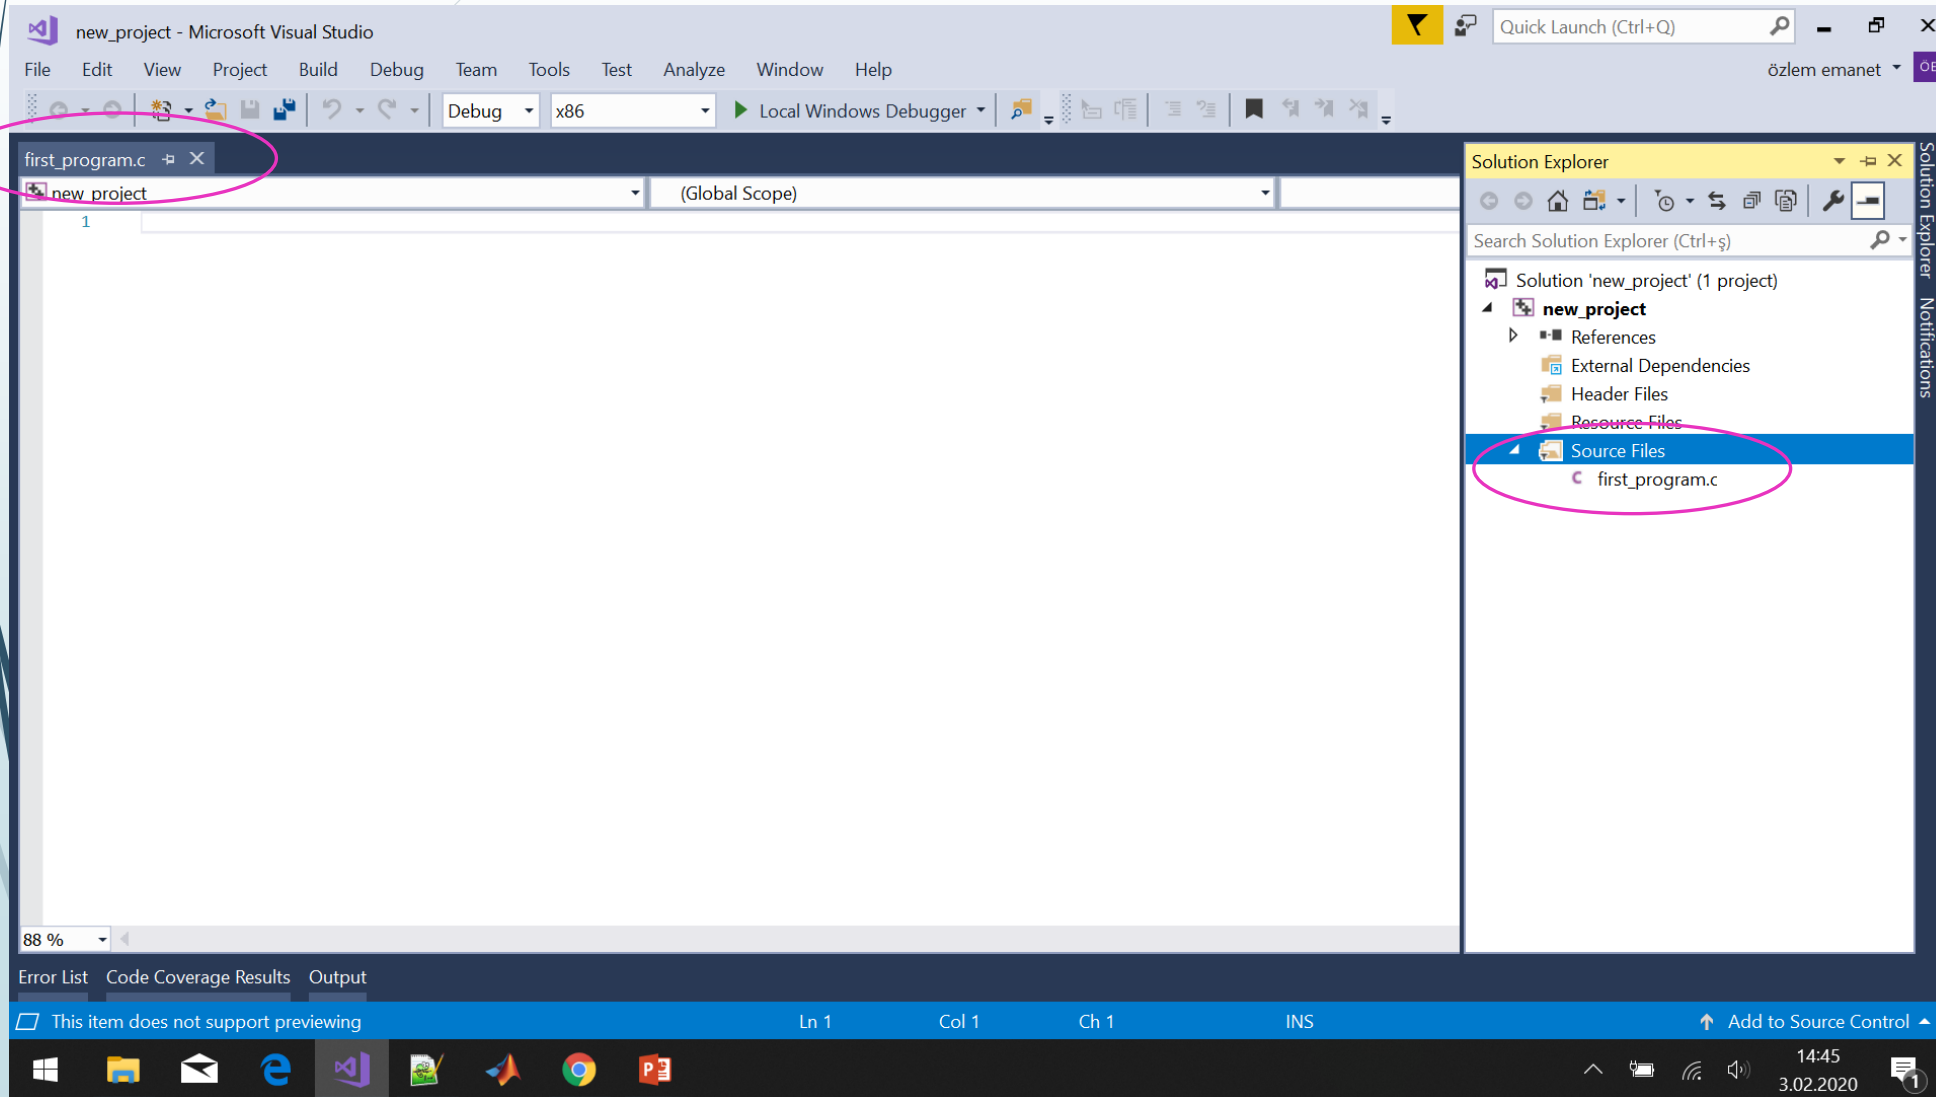 new_project - Microsoft Visual Studio
Quick Launch (Ctrl+Q)
File Edit View Project Build Debug Team Tools Test Analyze Window Help
özlem emanet
ÖE
Debug x86 Local Windows Debugger
first_program.c
new_project (Global Scope)
1
Solution Explorer
Search Solution Explorer (Ctrl+ş)
Solution 'new_project' (1 project)
new_project
References
External Dependencies
Header Files
Resource Files
Source Files
first_program.c
Solution Explorer
Notifications
88 %
Error List Code Coverage Results Output
This item does not support previewing Ln 1 Col 1 Ch 1 INS Add to Source Control
14:45
3.02.2020
1